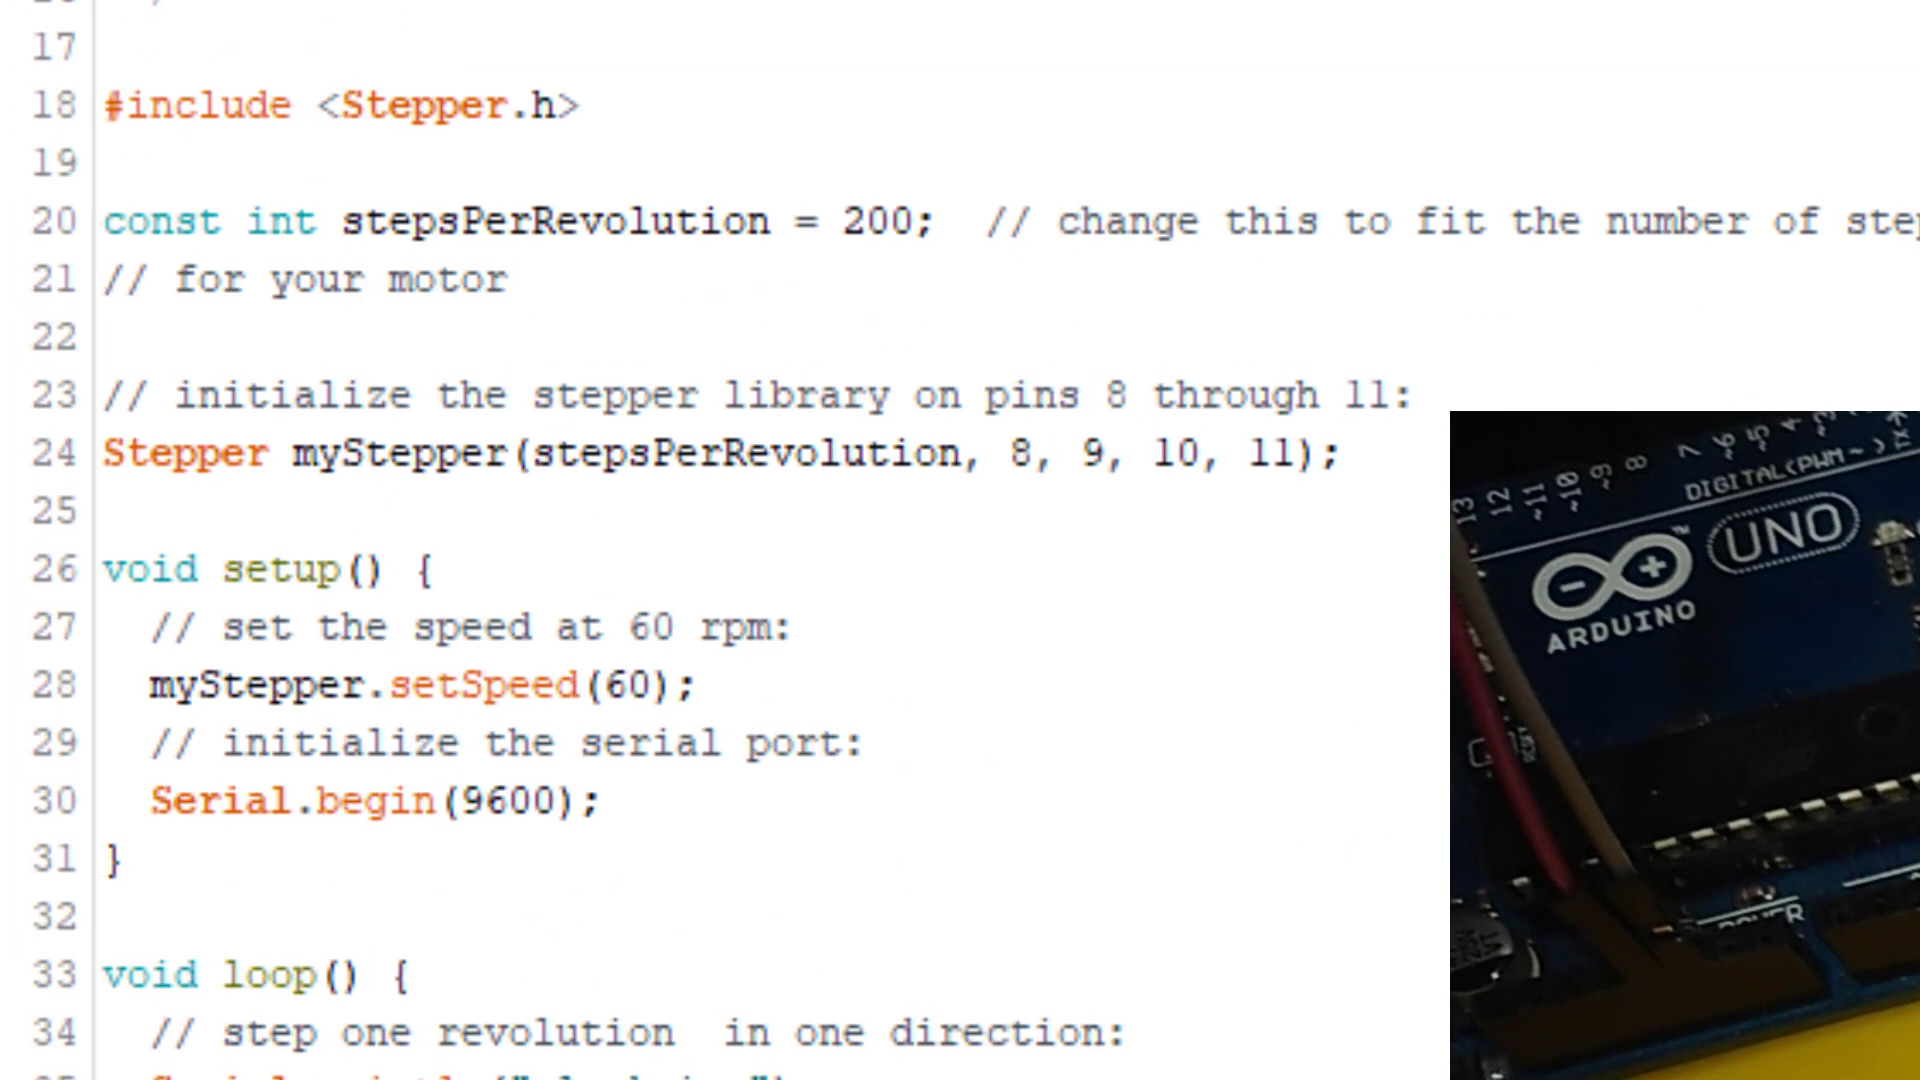 17
18 #include <Stepper.h>
19
20 const int stepsPerRevolution = 200;  // change this to fit the number of
21 // for your motor
22
23 // initialize the stepper library on pins 8 through 11:
24 Stepper myStepper(stepsPerRevolution, 8, 9, 10, 11);
25
26 void setup() {
27   // set the speed at 60 rpm:
28   myStepper.setSpeed(60);
29   // initialize the serial port:
30   Serial.begin(9600);
31 }
32
33 void loop() {
34   // step one revolution  in one direction:
13 12 ~11 ~10 ~9 8 7 ~6 ~5 4 ~3
DIGITAL(PWM~) TX→
UNO
ARDUINO
POWER